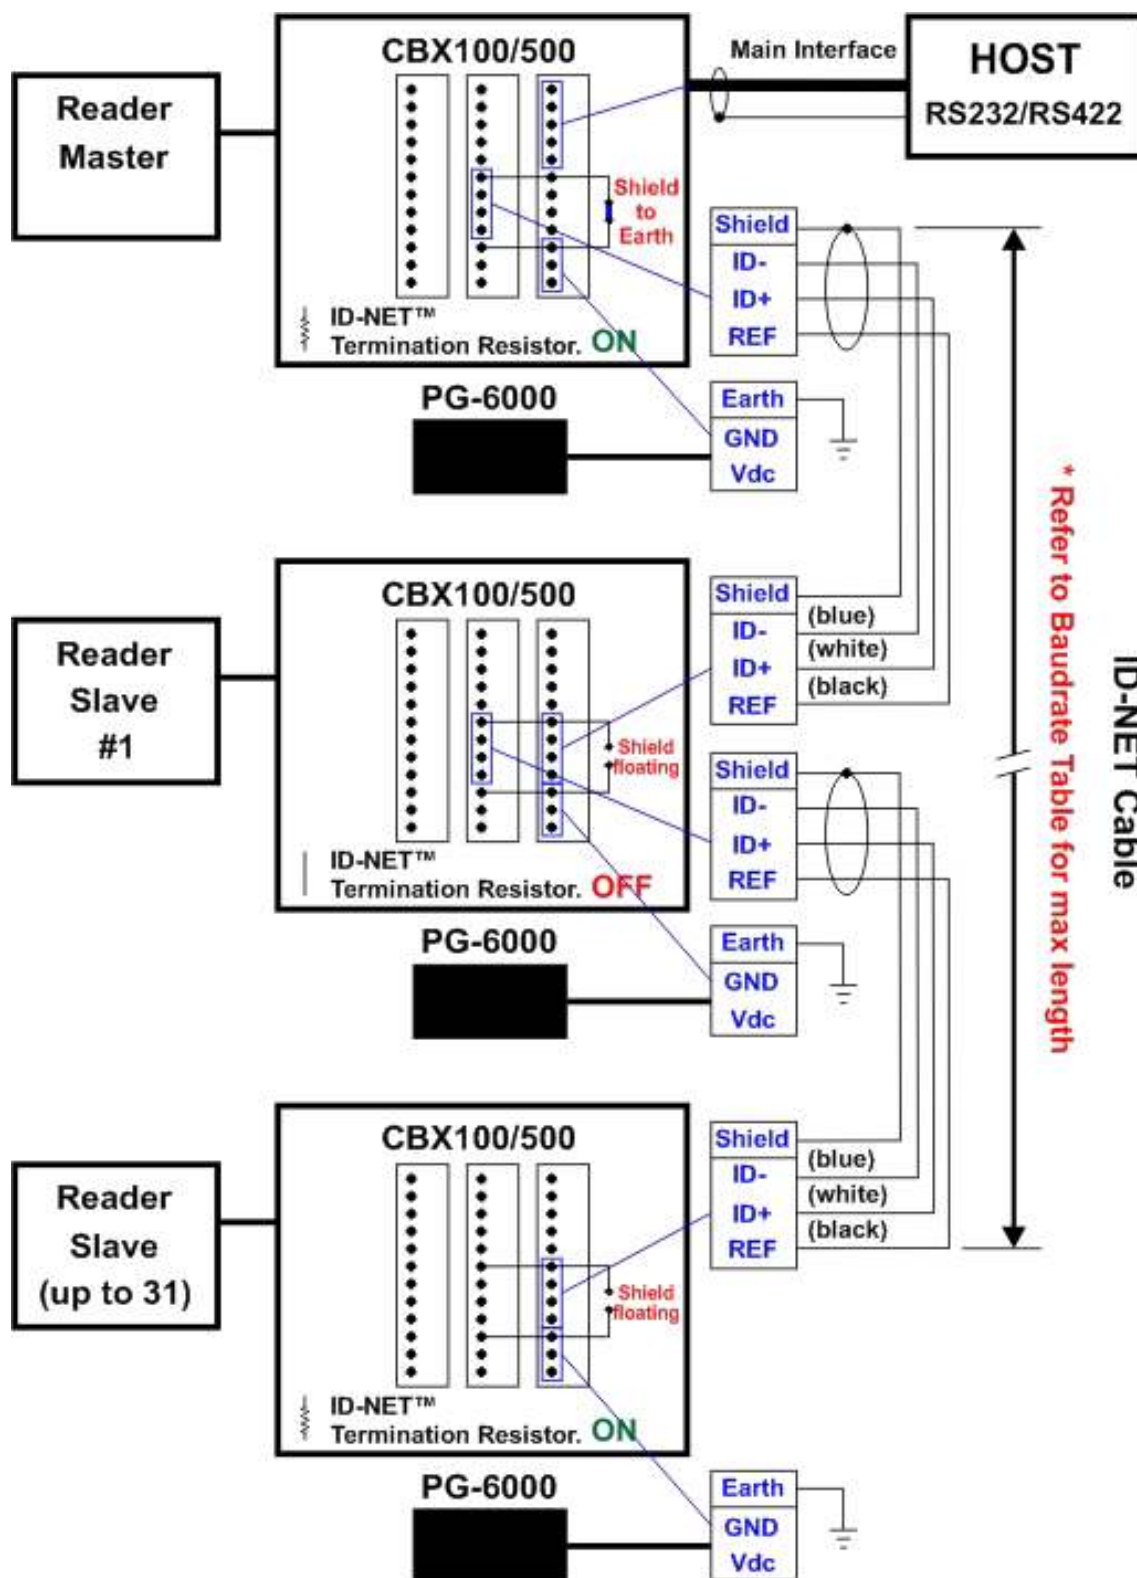 CBX100/500
Main Interface
HOST
RS232/RS422
Reader
Master
Shield
to
Earth
ID-NET™
Termination Resistor. ON
Shield
ID-
ID+
REF
PG-6000
Earth
GND
Vdc
CBX100/500
Reader
Slave
#1
Shield
floating
ID-NET™
Termination Resistor. OFF
Shield
ID-
ID+
REF
(blue)
(white)
(black)
Shield
ID-
ID+
REF
PG-6000
Earth
GND
Vdc
CBX100/500
Reader
Slave
(up to 31)
Shield
floating
ID-NET™
Termination Resistor. ON
Shield
ID-
ID+
REF
(blue)
(white)
(black)
PG-6000
Earth
GND
Vdc
* Refer to Baudrate Table for max length
ID-NET Cable